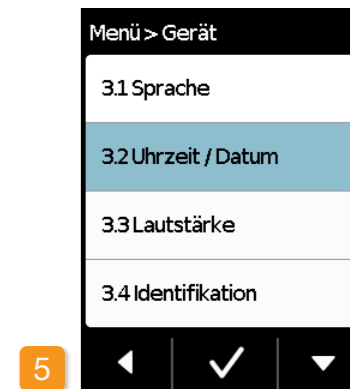 Menü > Gerät
3.1 Sprache
3.2 Uhrzeit / Datum
3.3 Lautstärke
3.4 Identifikation
5